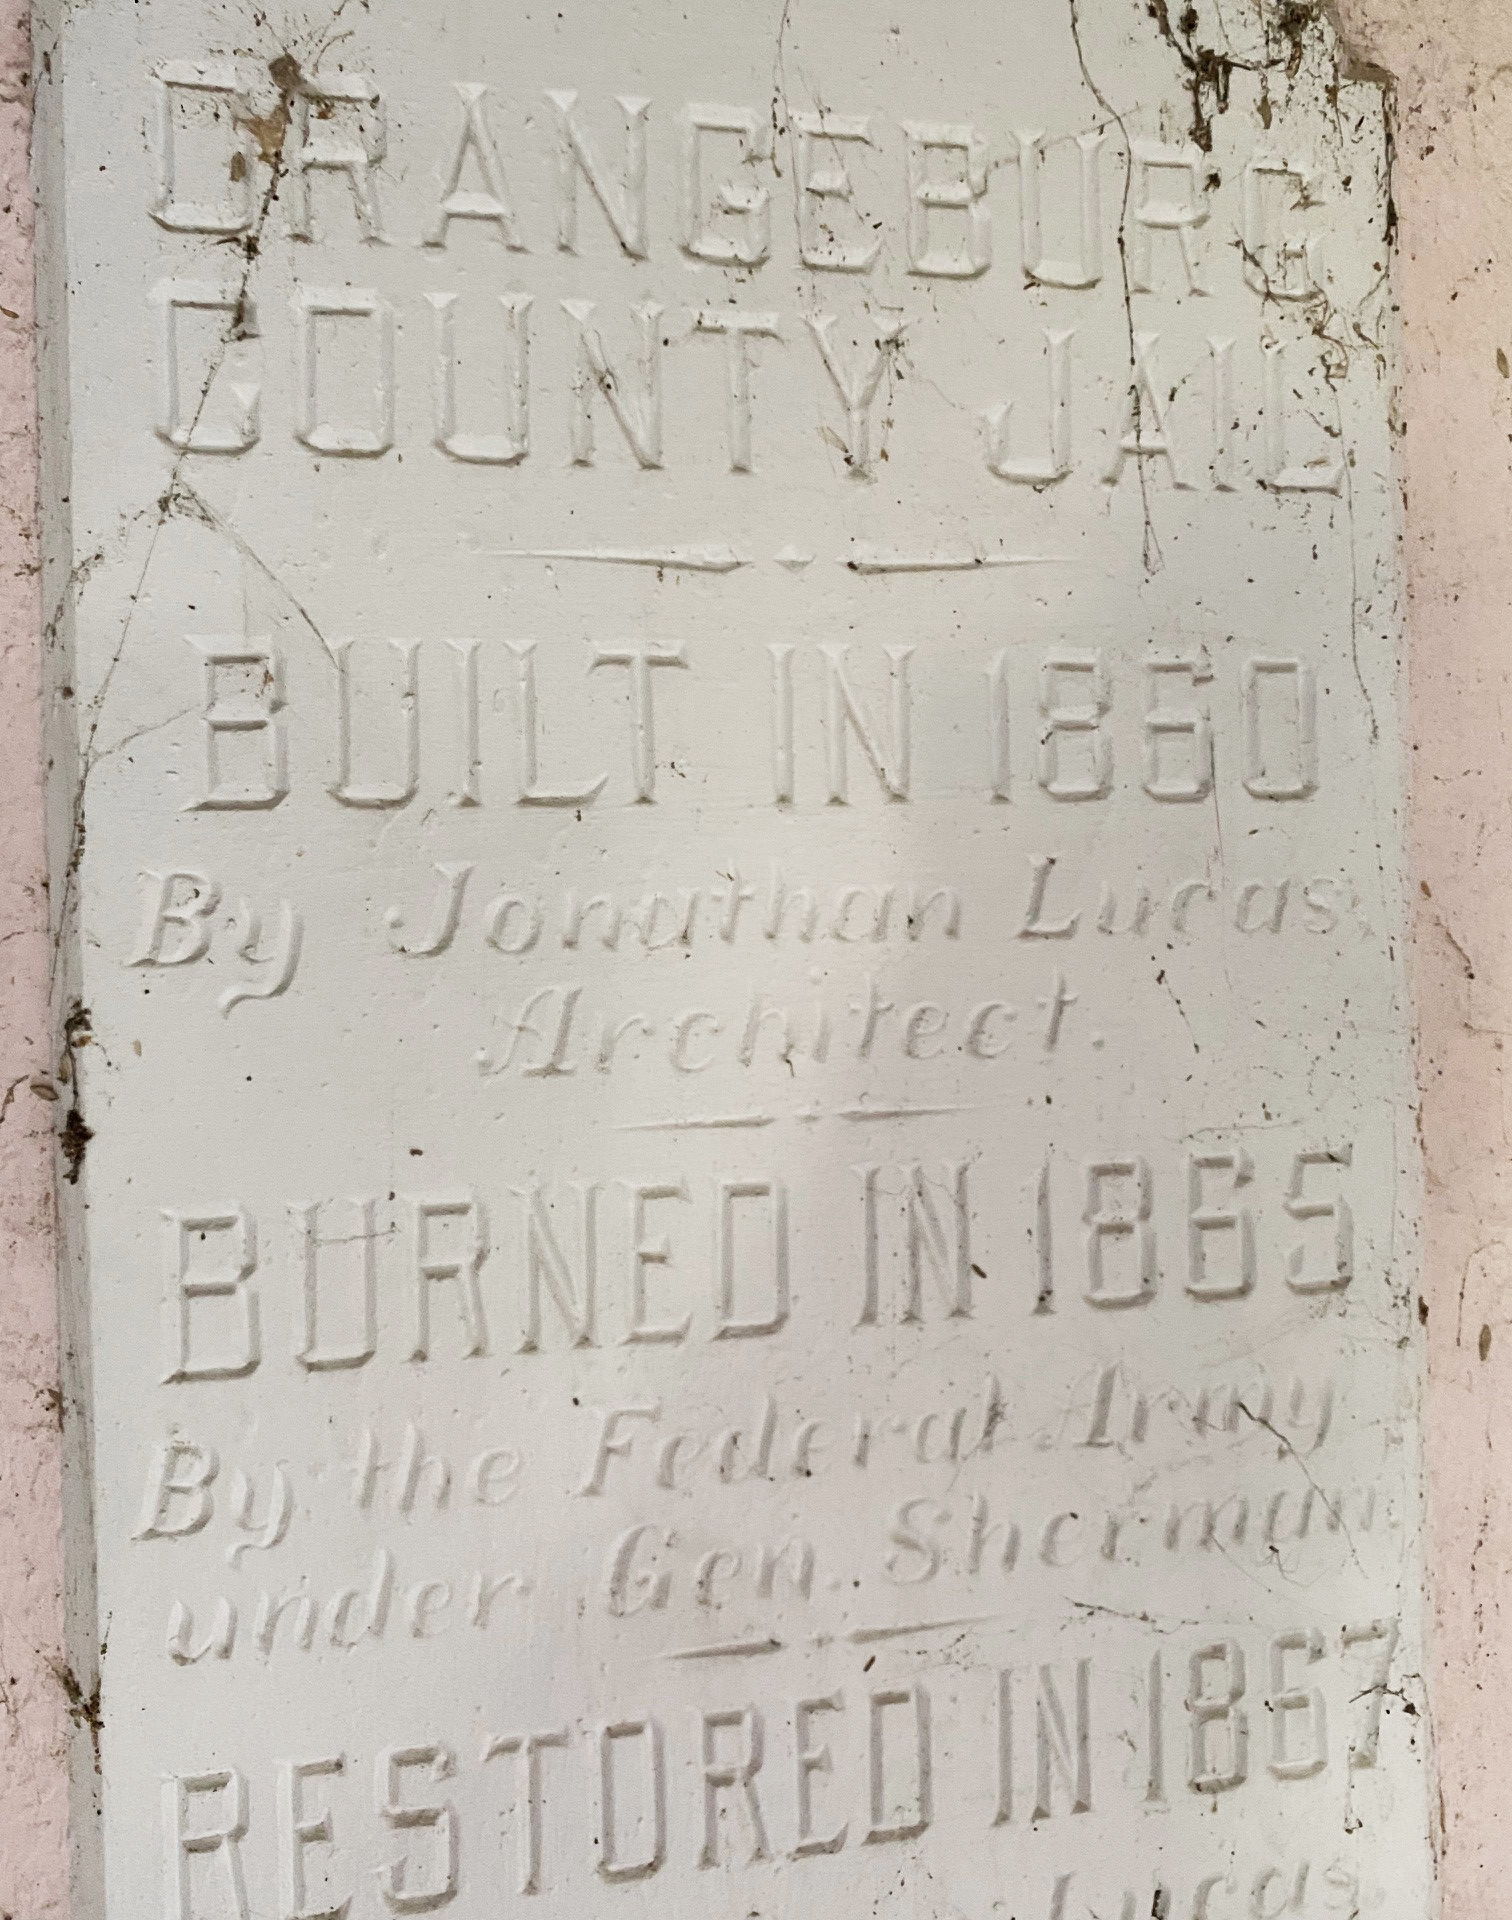 ORANGEBURG
COUNTY JAIL
BUILT IN 1860
By Jonathan Lucas,
Architect.
BURNED IN 1865
By the Federal Army
under Gen. Sherman
RESTORED IN 1867
Lucas